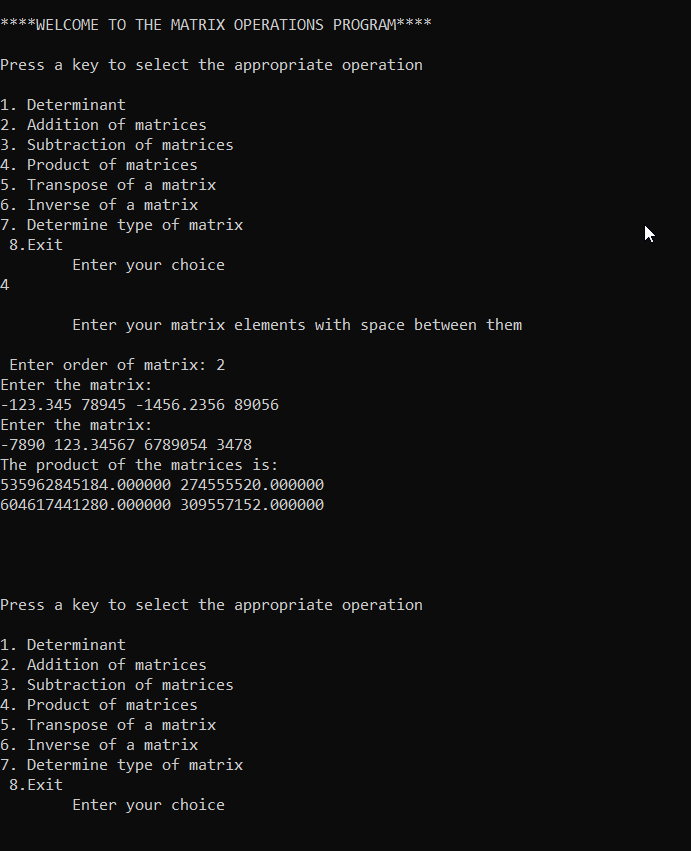 ****WELCOME TO THE MATRIX OPERATIONS PROGRAM****
Press a key to select the appropriate operation
1. Determinant
2. Addition of matrices
3. Subtraction of matrices
4. Product of matrices
5. Transpose of a matrix
6. Inverse of a matrix
7. Determine type of matrix
8.Exit
Enter your choice
4
Enter your matrix elements with space between them
Enter order of matrix: 2
Enter the matrix:
-123.345 78945 -1456.2356 89056
Enter the matrix:
-7890 123.34567 6789054 3478
The product of the matrices is:
535962845184.000000 274555520.000000
604617441280.000000 309557152.000000
Press a key to select the appropriate operation
1. Determinant
2. Addition of matrices
3. Subtraction of matrices
4. Product of matrices
5. Transpose of a matrix
6. Inverse of a matrix
7. Determine type of matrix
8.Exit
Enter your choice